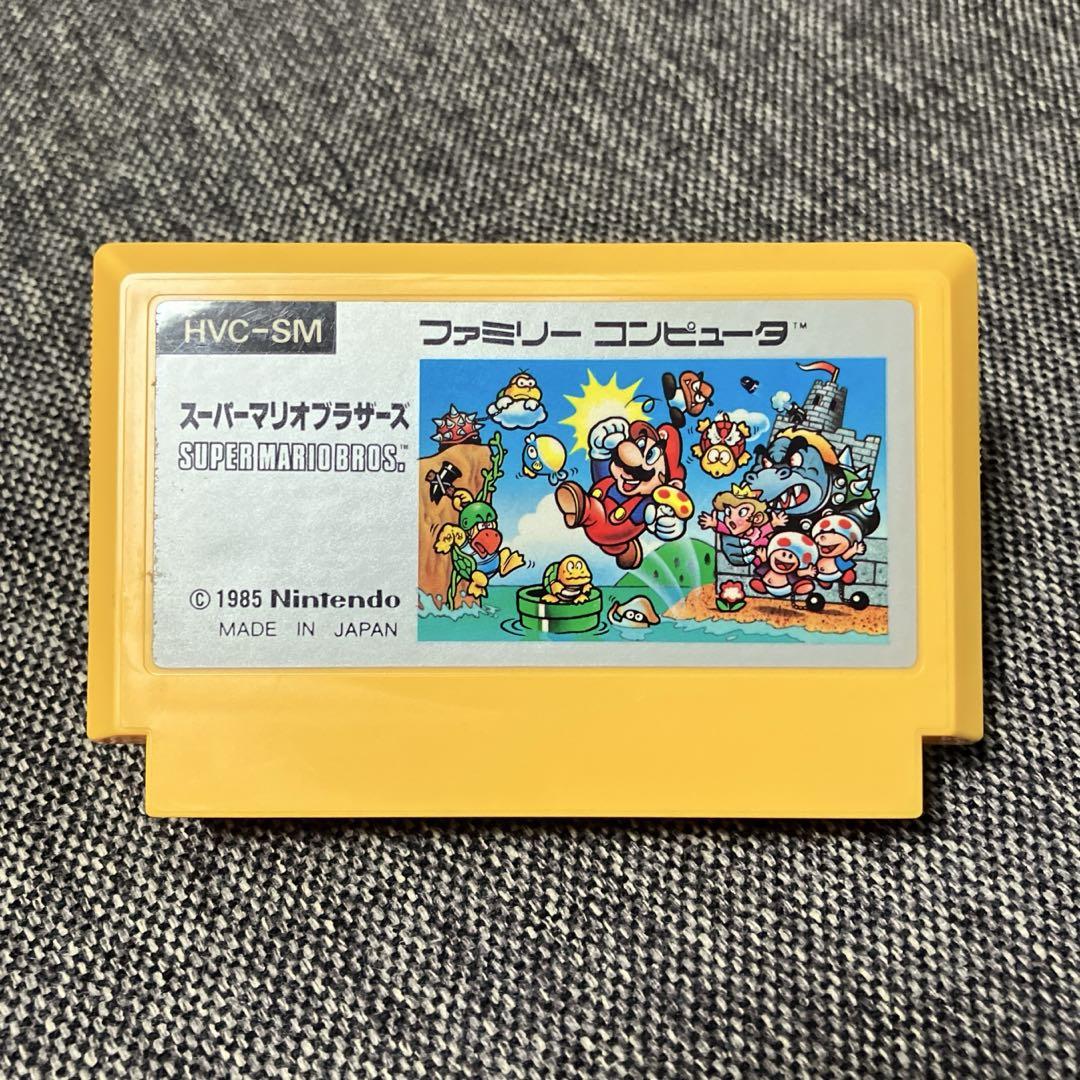 HVC-SM
ファミリー コンピュータ™
スーパーマリオブラザーズ
SUPER MARIO BROS.™
© 1985 Nintendo
MADE IN JAPAN